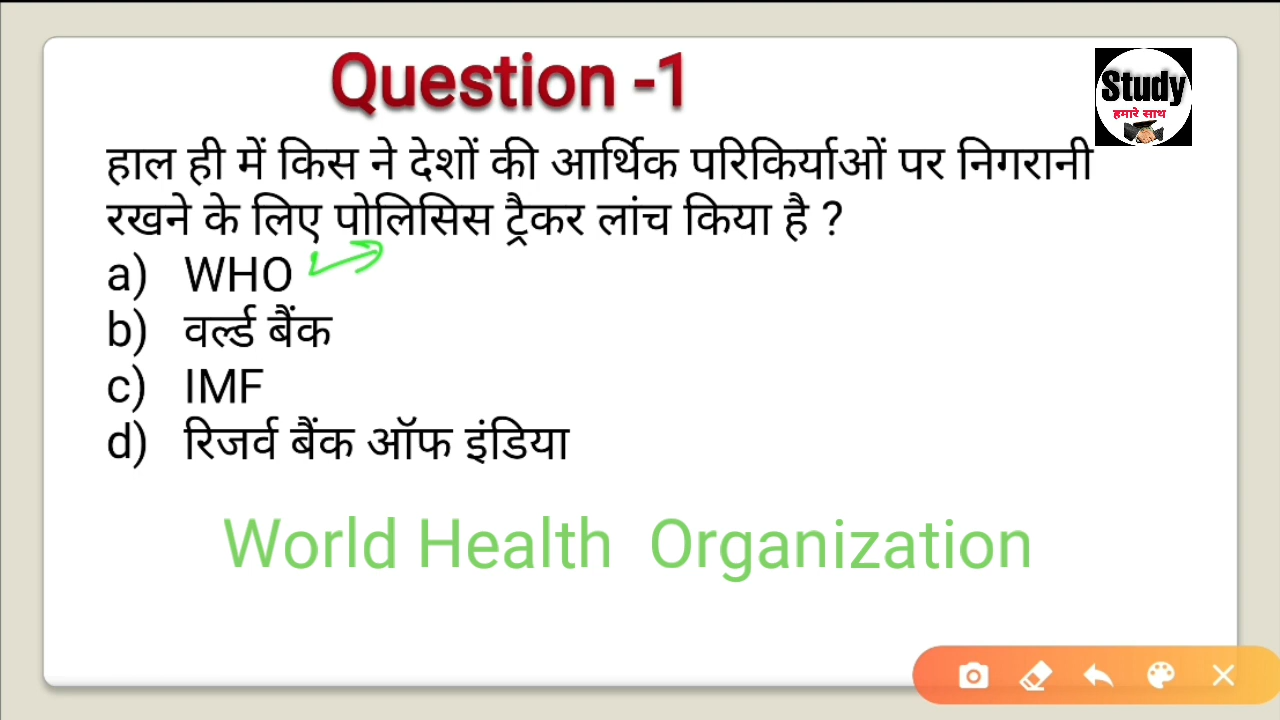 Question -1
Study
हमारे साथ
हाल ही में किस ने देशों की आर्थिक परिकिर्याओं पर निगरानी
रखने के लिए पोलिसिस ट्रैकर लांच किया है ?
a) WHO
b) वर्ल्ड बैंक
c) IMF
d) रिजर्व बैंक ऑफ इंडिया
World Health Organization